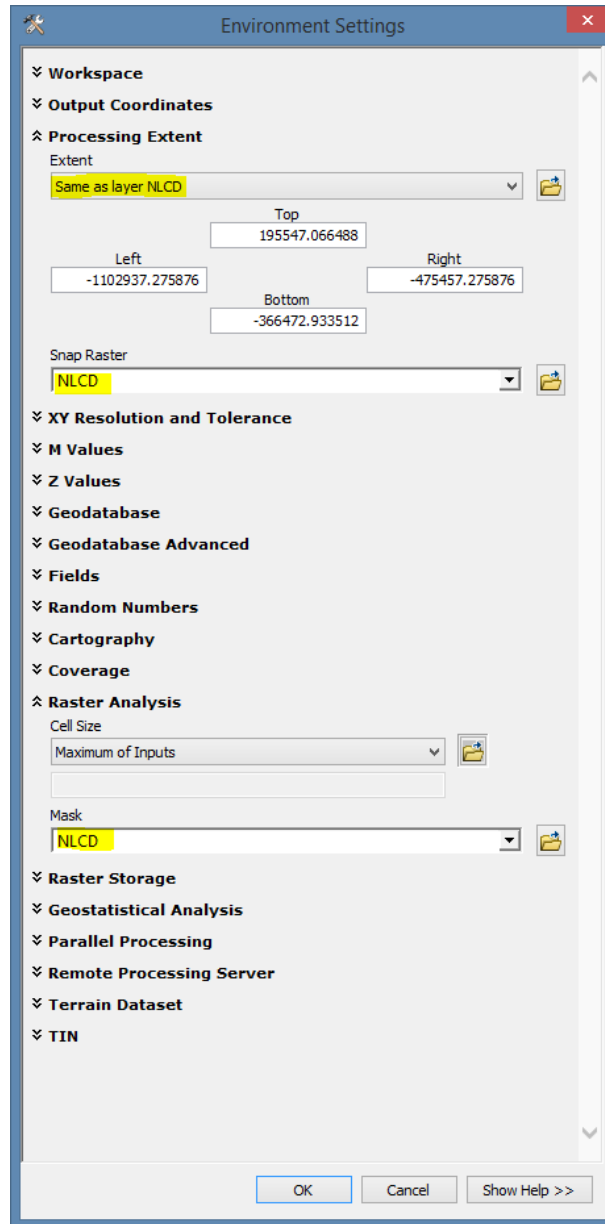 Environment Settings
Workspace
Output Coordinates
Processing Extent
Extent
Same as layer NLCD
Top
195547.066488
Left Right
-1102937.275876 -475457.275876
Bottom
-366472.933512
Snap Raster
NLCD
XY Resolution and Tolerance
M Values
Z Values
Geodatabase
Geodatabase Advanced
Fields
Random Numbers
Cartography
Coverage
Raster Analysis
Cell Size
Maximum of Inputs
Mask
NLCD
Raster Storage
Geostatistical Analysis
Parallel Processing
Remote Processing Server
Terrain Dataset
TIN
OK Cancel Show Help >>